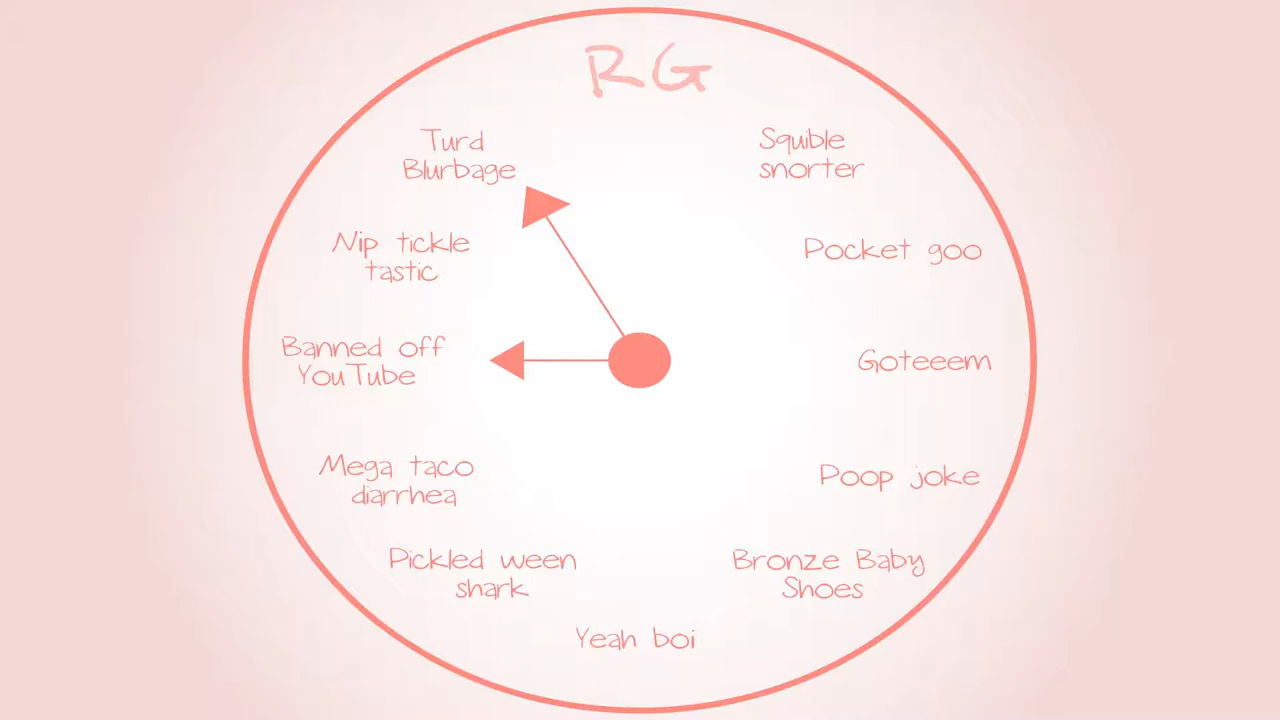 RG
Turd
Blurbage
Squible
snorter
Nip tickle
tastic
Pocket goo
Banned off
YouTube
Goteeem
Mega taco
diarrhea
Poop joke
Pickled ween
shark
Bronze Baby
Shoes
Yeah boi